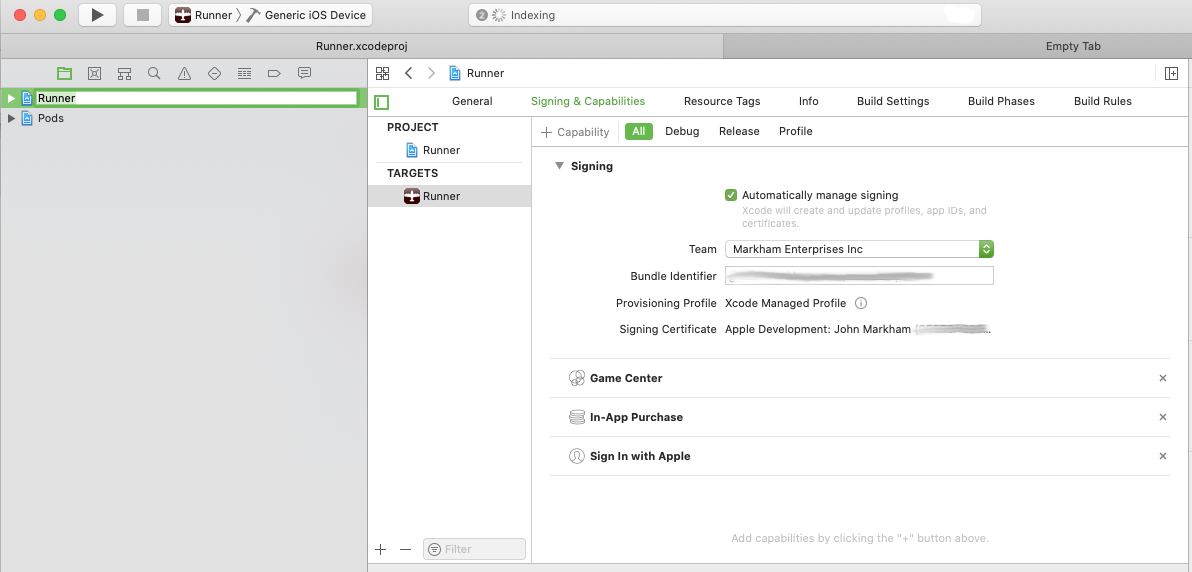 Runner Generic iOS Device
2 Indexing
Runner.xcodeproj
Empty Tab
Runner
Pods
Runner
General Signing & Capabilities Resource Tags Info Build Settings Build Phases Build Rules
PROJECT
Runner
TARGETS
Runner
Filter
Capability All Debug Release Profile
Signing
Automatically manage signing
Xcode will create and update profiles, app IDs, and
certificates.
Team Markham Enterprises Inc
Bundle Identifier
Provisioning Profile Xcode Managed Profile
Signing Certificate Apple Development: John Markham
Game Center
In-App Purchase
Sign In with Apple
Add capabilities by clicking the "+" button above.